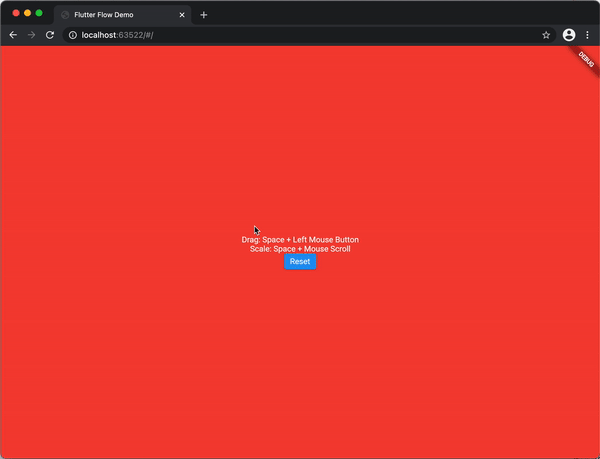 Flutter Flow Demo
localhost:63522/#/
DEBUG
Drag: Space + Left Mouse Button
Scale: Space + Mouse Scroll
Reset